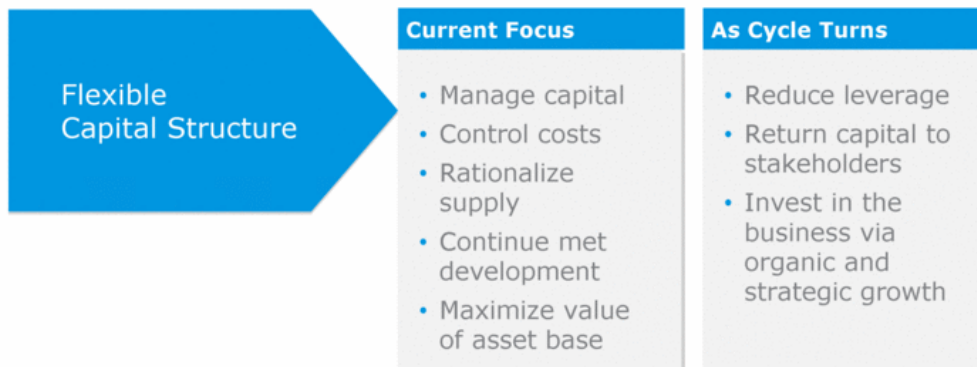 Flexible
Capital Structure
Current Focus
• Manage capital
• Control costs
• Rationalize
supply
• Continue met
development
• Maximize value
of asset base
As Cycle Turns
• Reduce leverage
• Return capital to
stakeholders
• Invest in the
business via
organic and
strategic growth